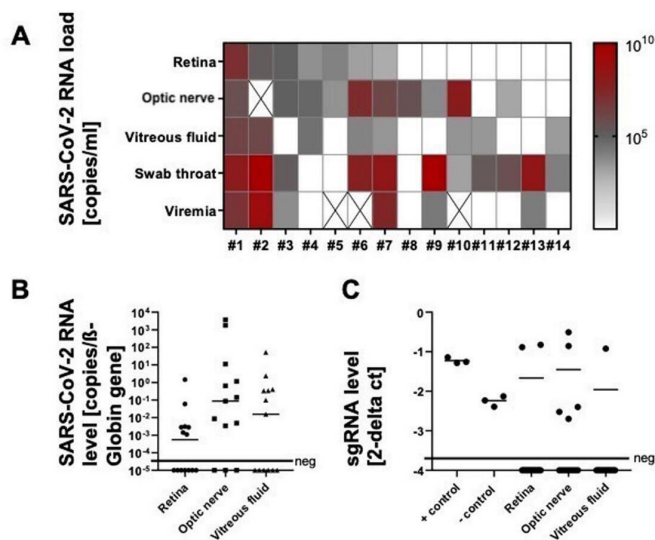 A
SARS-CoV-2 RNA load
[copies/ml]
Retina
Optic nerve
Vitreous fluid
Swab throat
Viremia
#1 #2 #3 #4 #5 #6 #7 #8 #9 #10 #11 #12 #13 #14
10^10
10^5
B
SARS-CoV-2 RNA
level [copies/ß-
Globin gene]
10^4
10^3
10^2
10^1
10^0
10^-1
10^-2
10^-3
10^-4
10^-5
neg
Retina
Optic nerve
Vitreous fluid
C
sgRNA level
[2-delta ct]
0
-1
-2
-3
-4
neg
+ control
- control
Retina
Optic nerve
Vitreous fluid